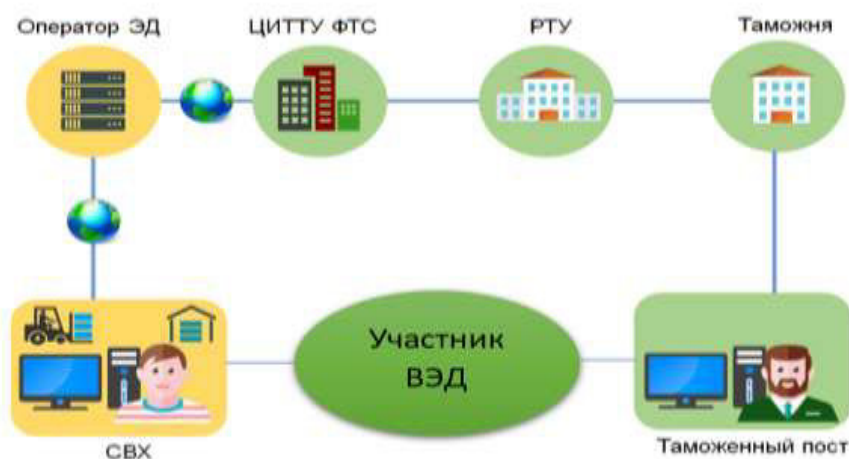 Оператор ЭД
ЦИТТУ ФТС
РТУ
Таможня
Участник
ВЭД
СВХ
Таможенный пост